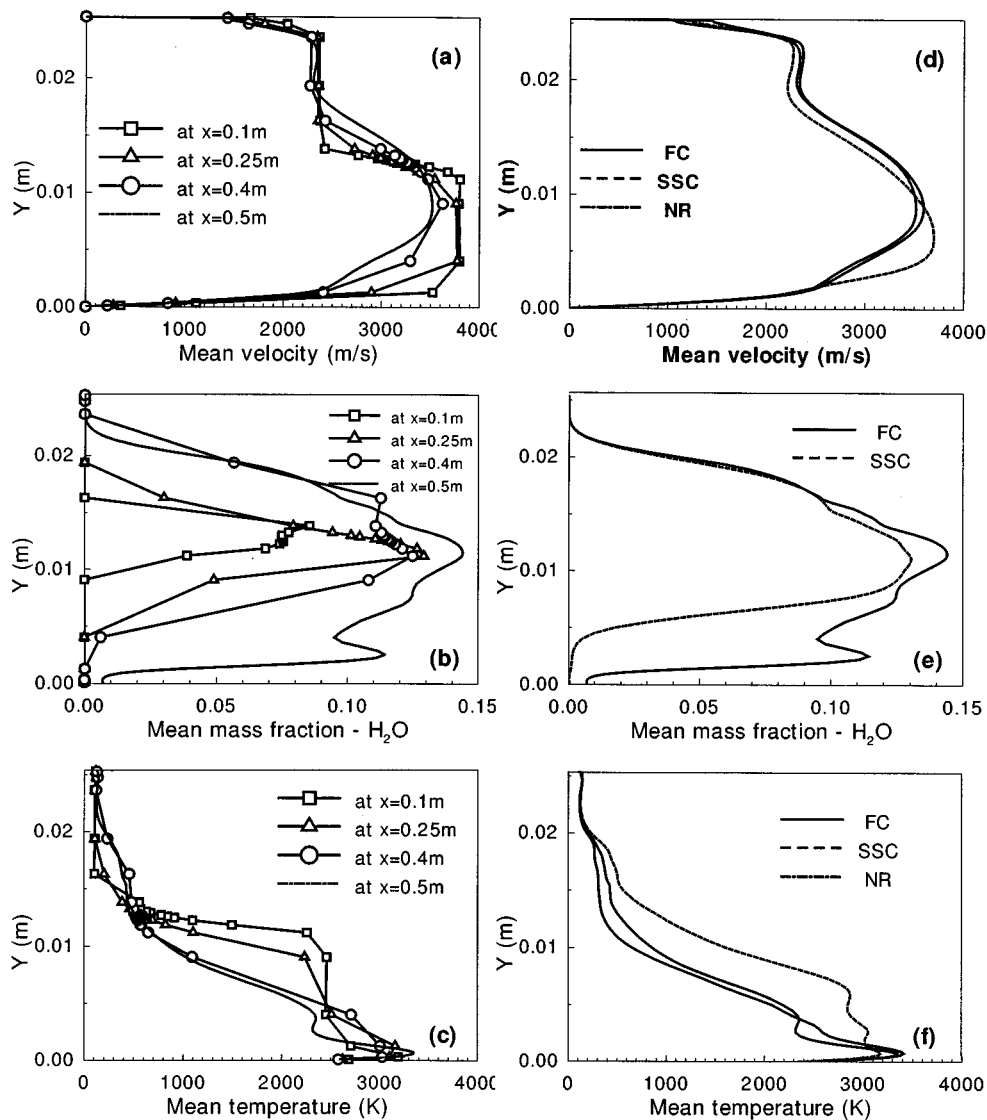 (a)
Y (m)
0.02
0.01
0.00
0
1000
2000
3000
4000
Mean velocity (m/s)
at x=0.1m
at x=0.25m
at x=0.4m
at x=0.5m
(d)
Y (m)
0.02
0.01
0.00
0
1000
2000
3000
4000
Mean velocity (m/s)
FC
SSC
NR
(b)
Y (m)
0.02
0.01
0.00
0.00
0.05
0.10
0.15
Mean mass fraction - H₂O
at x=0.1m
at x=0.25m
at x=0.4m
at x=0.5m
(e)
Y (m)
0.02
0.01
0.00
0.00
0.05
0.10
0.15
Mean mass fraction - H₂O
FC
SSC
(c)
Y (m)
0.02
0.01
0.00
0
1000
2000
3000
400
Mean temperature (K)
at x=0.1m
at x=0.25m
at x=0.4m
at x=0.5m
(f)
Y (m)
0.02
0.01
0.00
0
1000
2000
3000
4000
Mean temperature (K)
FC
SSC
NR